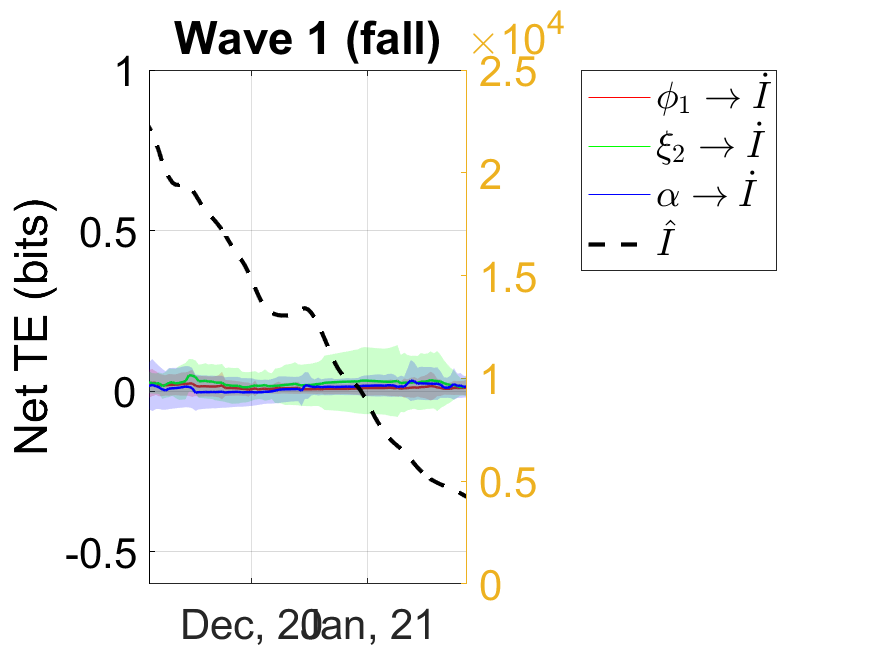 Wave 1 (fall)
×10⁴
1
0.5
0
-0.5
Net TE (bits)
2.5
2
1.5
1
0.5
0
Dec, 20
Jan, 21
ϕ₁ → İ
ξ₂ → İ
α → İ
Î